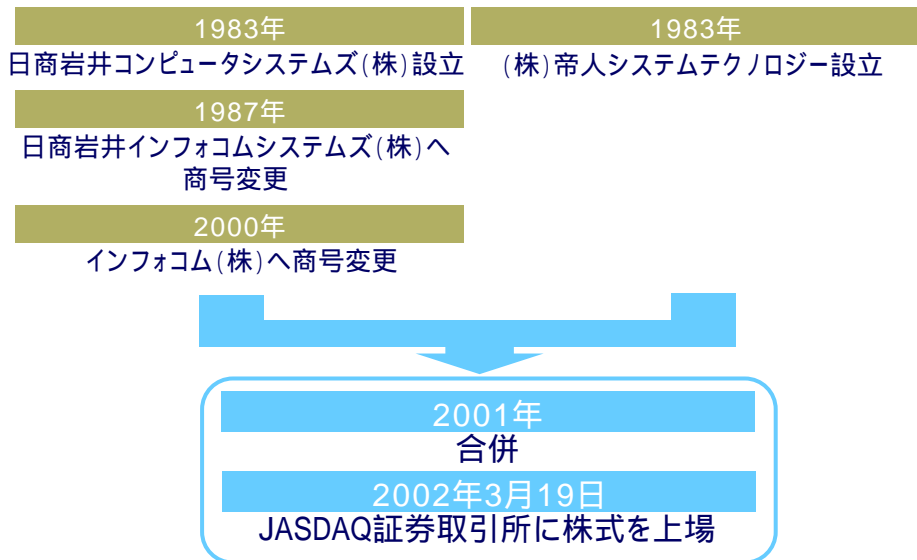 1983年
日商岩井コンピュータシステムズ(株)設立
1987年
日商岩井インフォコムシステムズ(株)へ
商号変更
2000年
インフォコム(株)へ商号変更
1983年
(株)帝人システムテクノロジー設立
2001年
合併
2002年3月19日
JASDAQ証券取引所に株式を上場